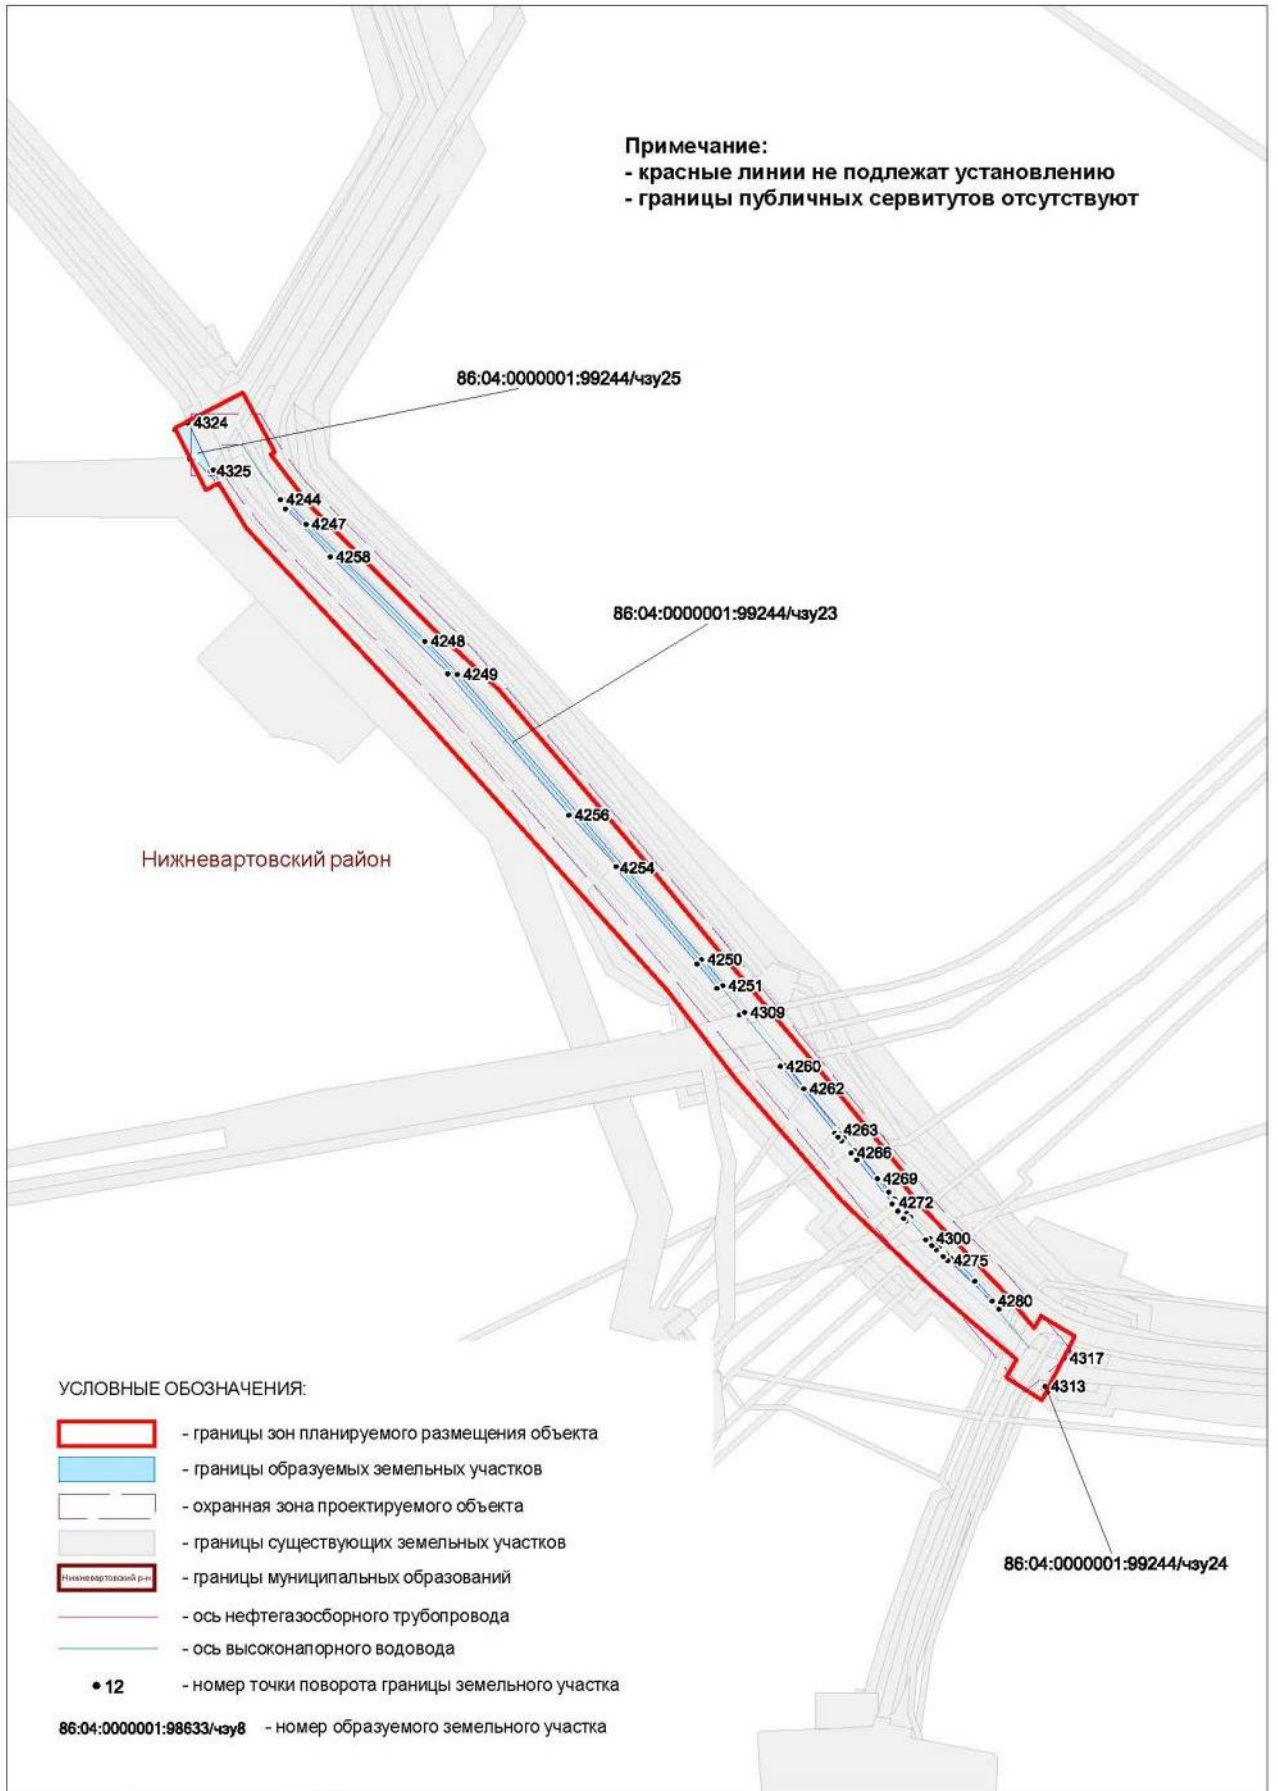 Примечание:
- красные линии не подлежат установлению
- границы публичных сервитутов отсутствуют
86:04:0000001:99244/чзу25
4324
4325
4244
4247
4258
86:04:0000001:99244/чзу23
4248
4249
4256
4254
Нижневартовский район
4250
4251
4309
4260
4262
4263
4266
4269
4272
4300
4275
4280
4317
4313
86:04:0000001:99244/чзу24
УСЛОВНЫЕ ОБОЗНАЧЕНИЯ:
- границы зон планируемого размещения объекта
- границы образуемых земельных участков
- охранная зона проектируемого объекта
- границы существующих земельных участков
Нижневартовский р-н - границы муниципальных образований
- ось нефтегазосборного трубопровода
- ось высоконапорного водовода
12 - номер точки поворота границы земельного участка
86:04:0000001:98633/чзу8 - номер образуемого земельного участка